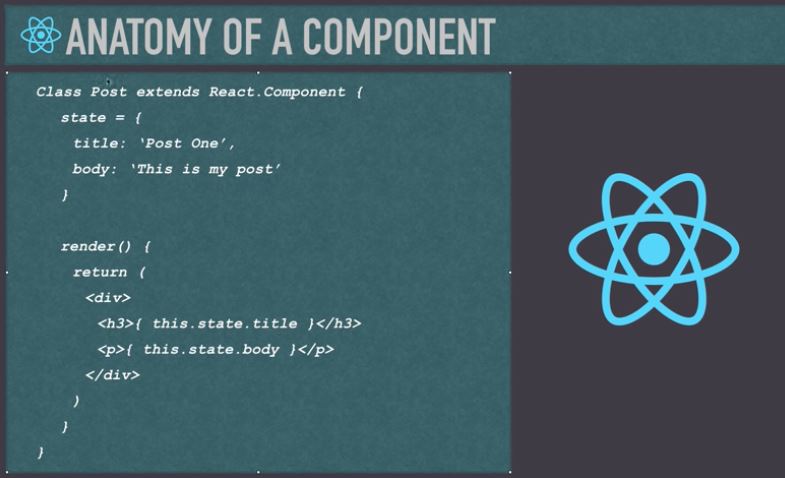 ANATOMY OF A COMPONENT
Class Post extends React.Component {
state = {
title: ‘Post One’,
body: ‘This is my post’
}
render() {
return (
<div>
<h3>{ this.state.title }</h3>
<p>{ this.state.body }</p>
</div>
)
}
}